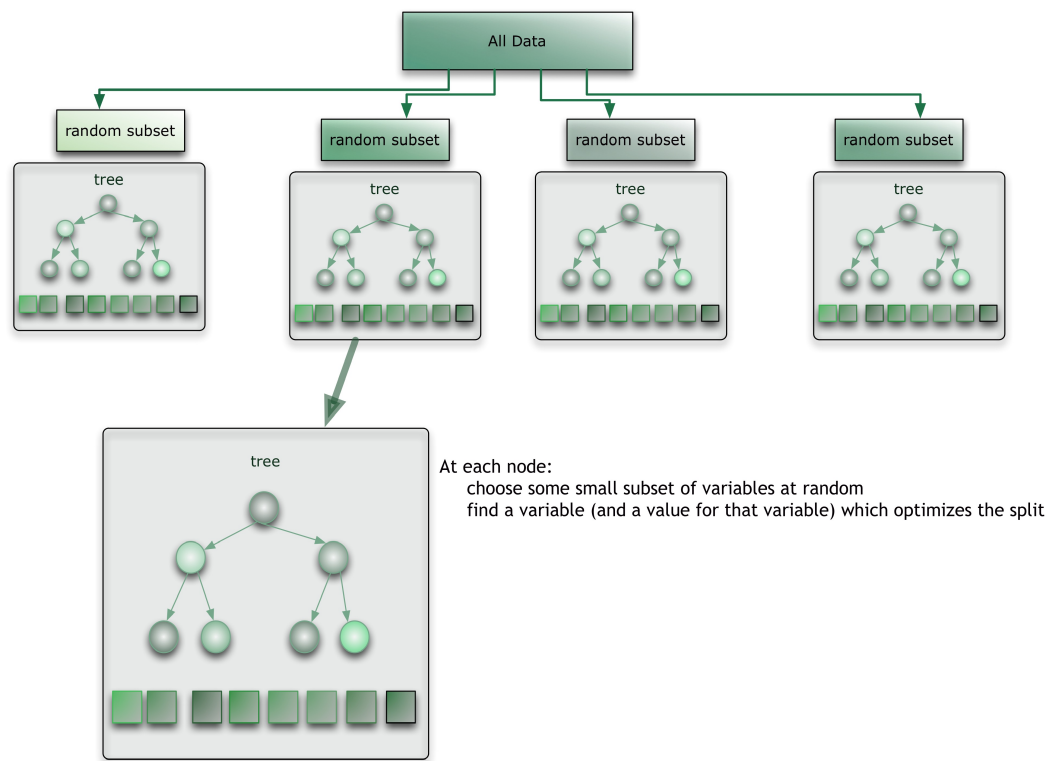 All Data
random subset
random subset
random subset
random subset
tree
tree
tree
tree
tree
At each node:
choose some small subset of variables at random
find a variable (and a value for that variable) which optimizes the split